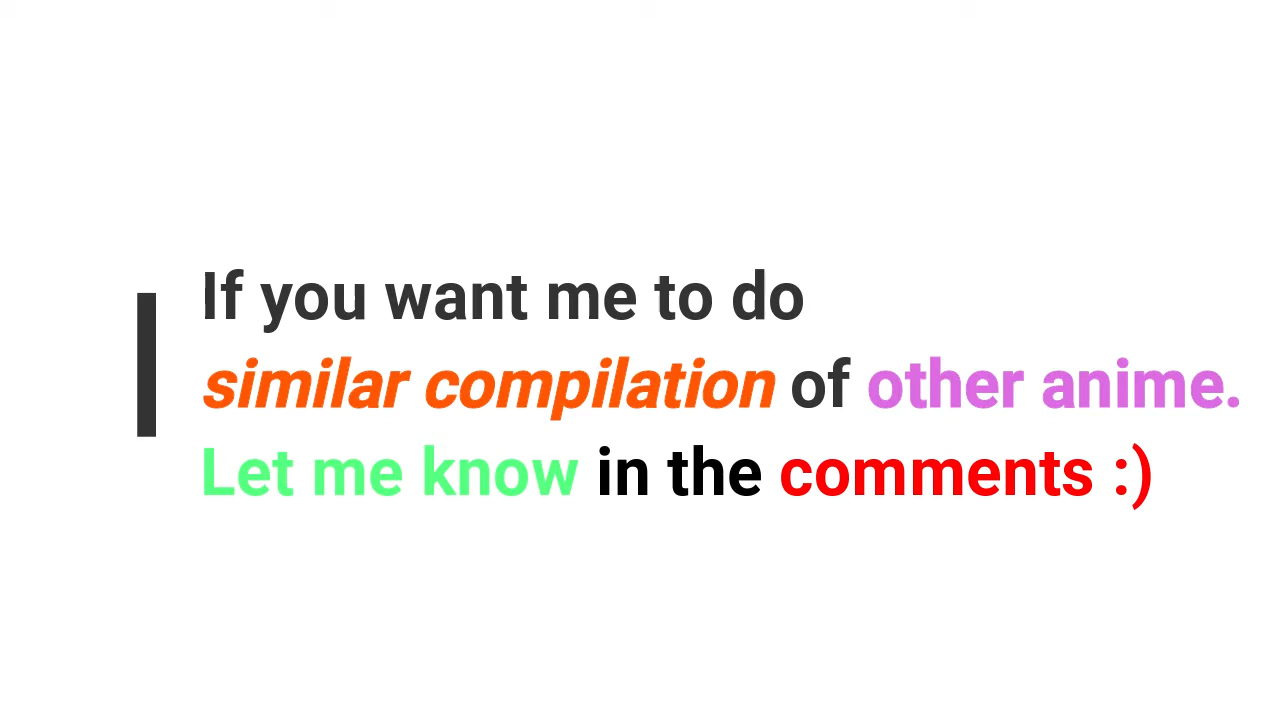 If you want me to do
similar compilation of other anime.
Let me know in the comments :)